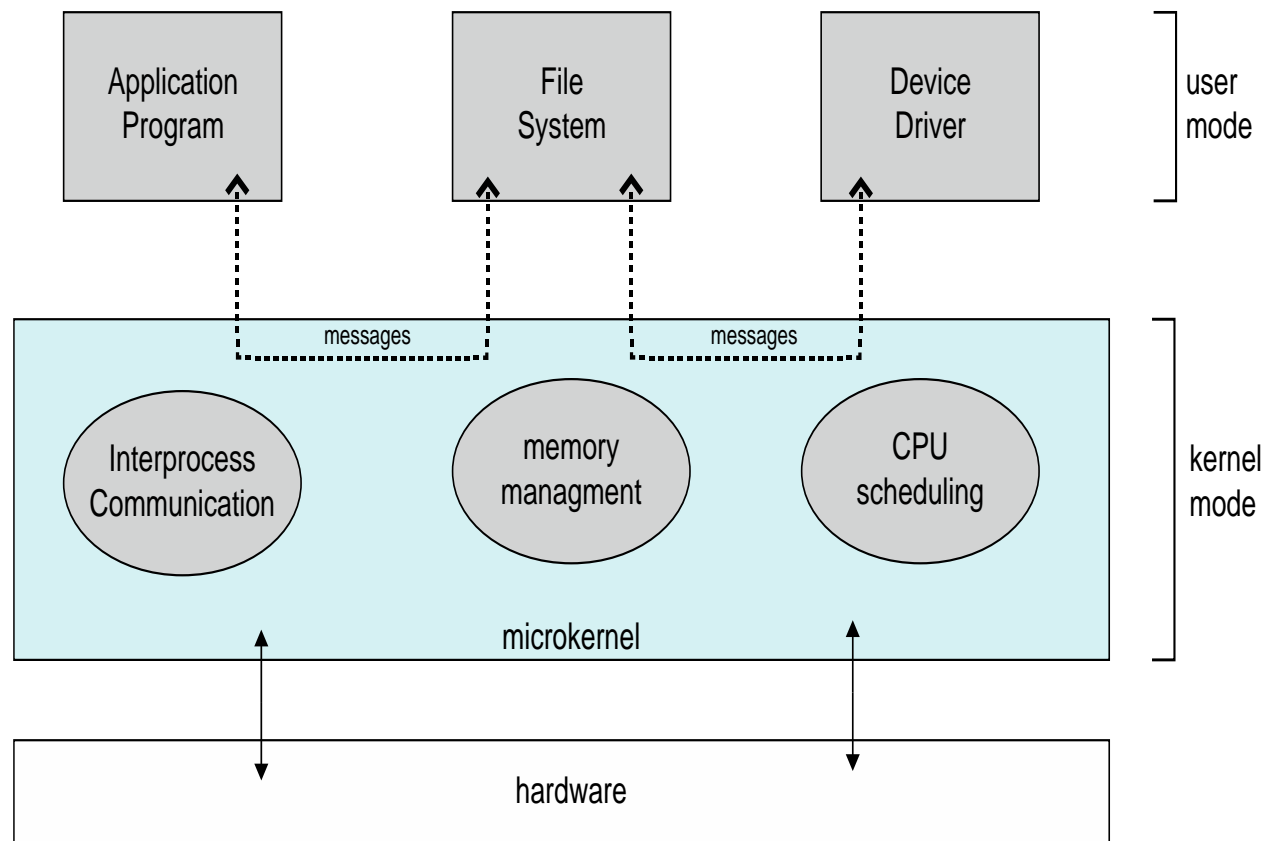 Application
Program
File
System
Device
Driver
user
mode
messages
messages
Interprocess
Communication
memory
managment
CPU
scheduling
kernel
mode
microkernel
hardware